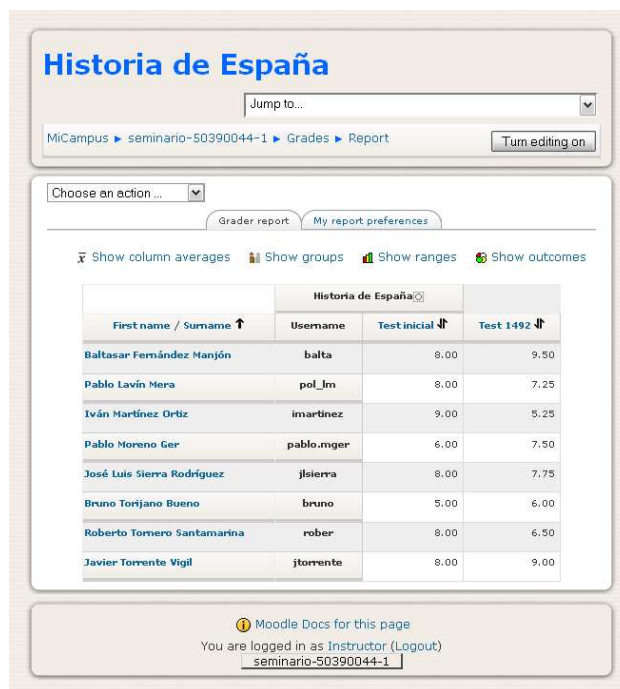 Historia de España
Jump to...
MiCampus ► seminario-50390044-1 ► Grades ► Report
Turn editing on
Choose an action ...
Grader report My report preferences
x̅ Show column averages Show groups Show ranges Show outcomes
Historia de España
First name / Surname ↑ Username Test inicial ↓↑ Test 1492 ↓↑
Baltasar Fernández Manjón balta 8.00 9.50
Pablo Lavín Mera pol_lm 8.00 7.25
Iván Martínez Ortiz imartinez 9.00 5.25
Pablo Moreno Ger pablo.mger 6.00 7.50
José Luis Sierra Rodríguez jlsierra 8.00 7.75
Bruno Torijano Bueno bruno 5.00 6.00
Roberto Tornero Santamarina rober 8.00 6.50
Javier Torrente Vigil jtorrente 8.00 9.00
Moodle Docs for this page
You are logged in as Instructor (Logout)
seminario-50390044-1